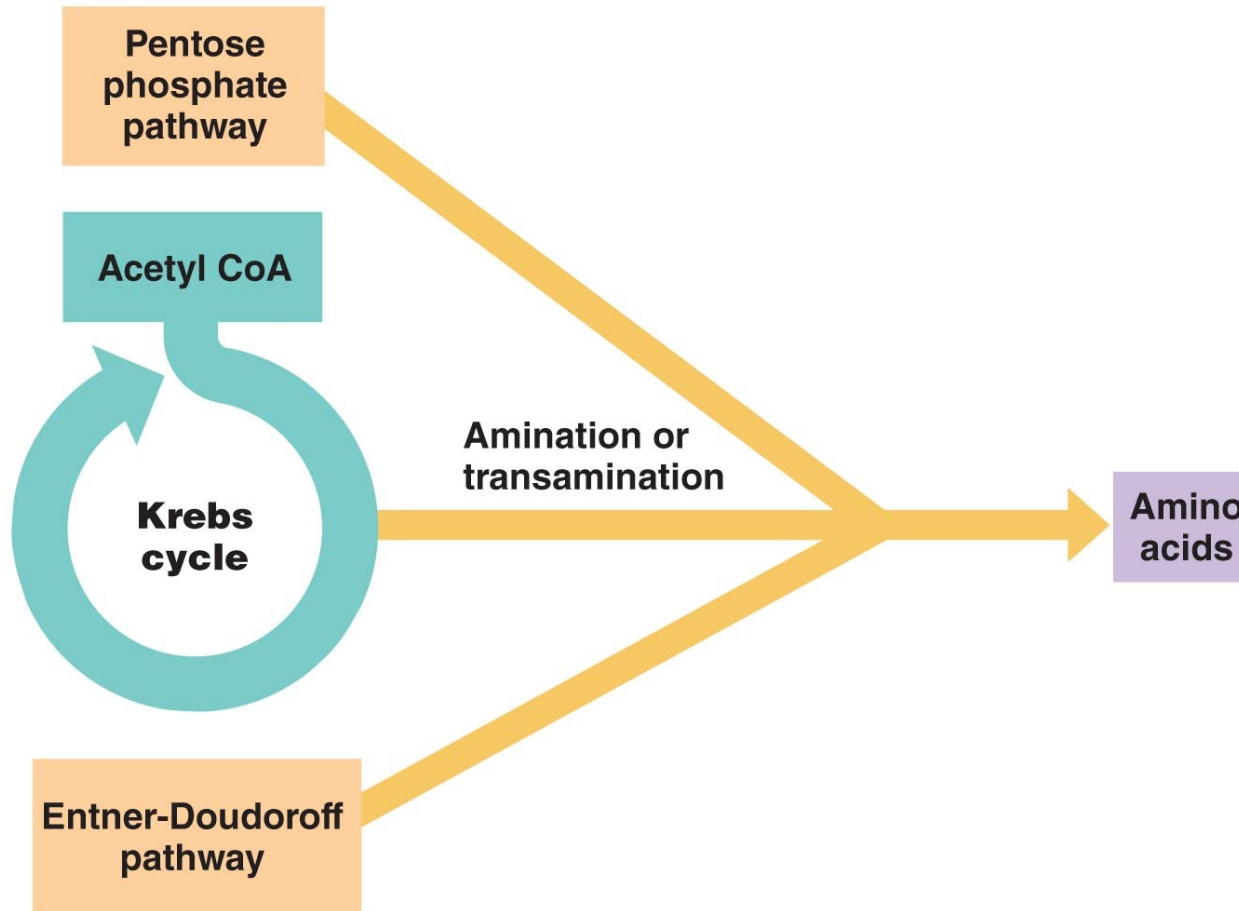 Pentose
phosphate
pathway
Acetyl CoA
Amination or
transamination
Krebs
cycle
Amino
acids
Entner-Doudoroff
pathway